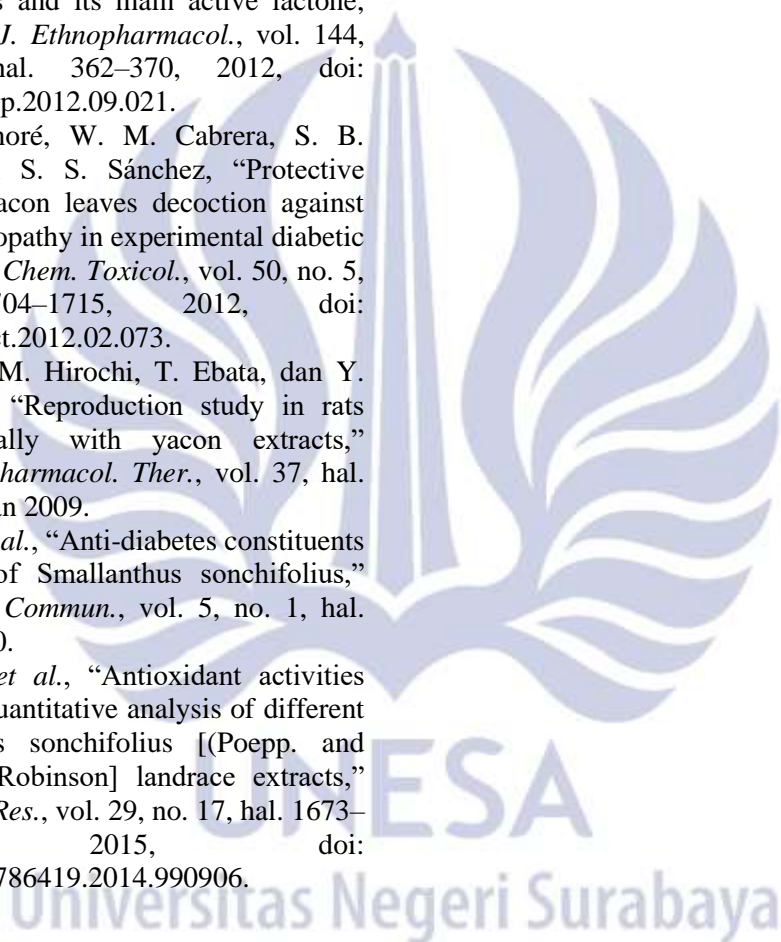 s and its main active lactone,
J. Ethnopharmacol., vol. 144,
al. 362–370, 2012, doi:
p.2012.09.021.
noré, W. M. Cabrera, S. B.
S. S. Sánchez, “Protective
acon leaves decoction against
opathy in experimental diabetic
Chem. Toxicol., vol. 50, no. 5,
704–1715, 2012, doi:
t.2012.02.073.
M. Hirochi, T. Ebata, dan Y.
“Reproduction study in rats
ally with yacon extracts,”
harmacol. Ther., vol. 37, hal.
an 2009.
al., “Anti-diabetes constituents
of Smallanthus sonchifolius,”
Commun., vol. 5, no. 1, hal.
0.
et al., “Antioxidant activities
uantitative analysis of different
s sonchifolius [(Poepp. and
Robinson] landrace extracts,”
Res., vol. 29, no. 17, hal. 1673–
2015, doi:
786419.2014.990906.
UNESA
Universitas Negeri Surabaya